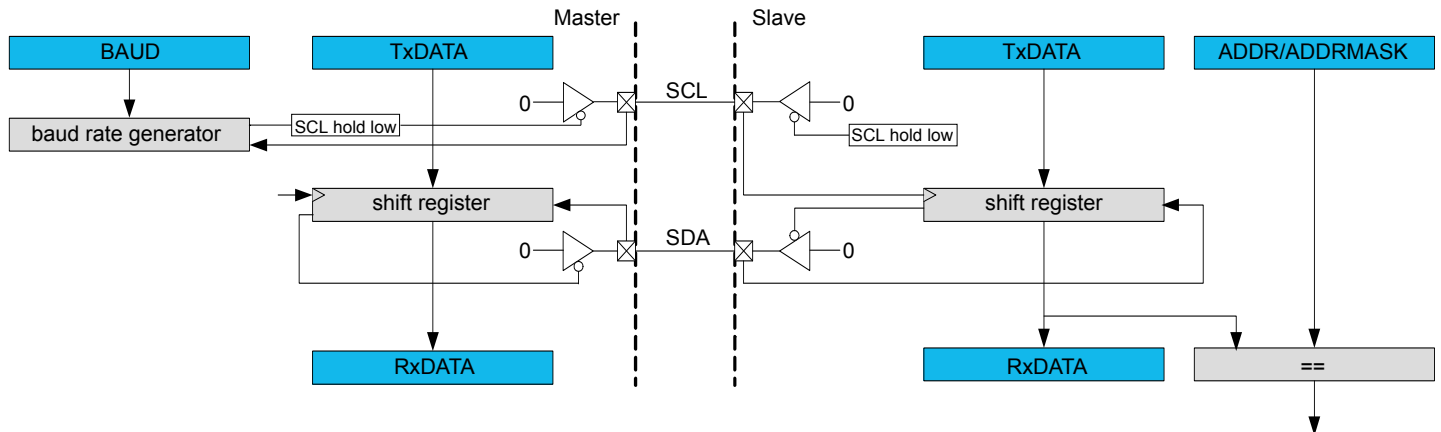 Master Slave
BAUD TxDATA TxDATA ADDR/ADDRMASK
0 SCL 0
baud rate generator SCL hold low SCL hold low
shift register shift register
0 SDA 0
RxDATA RxDATA ==